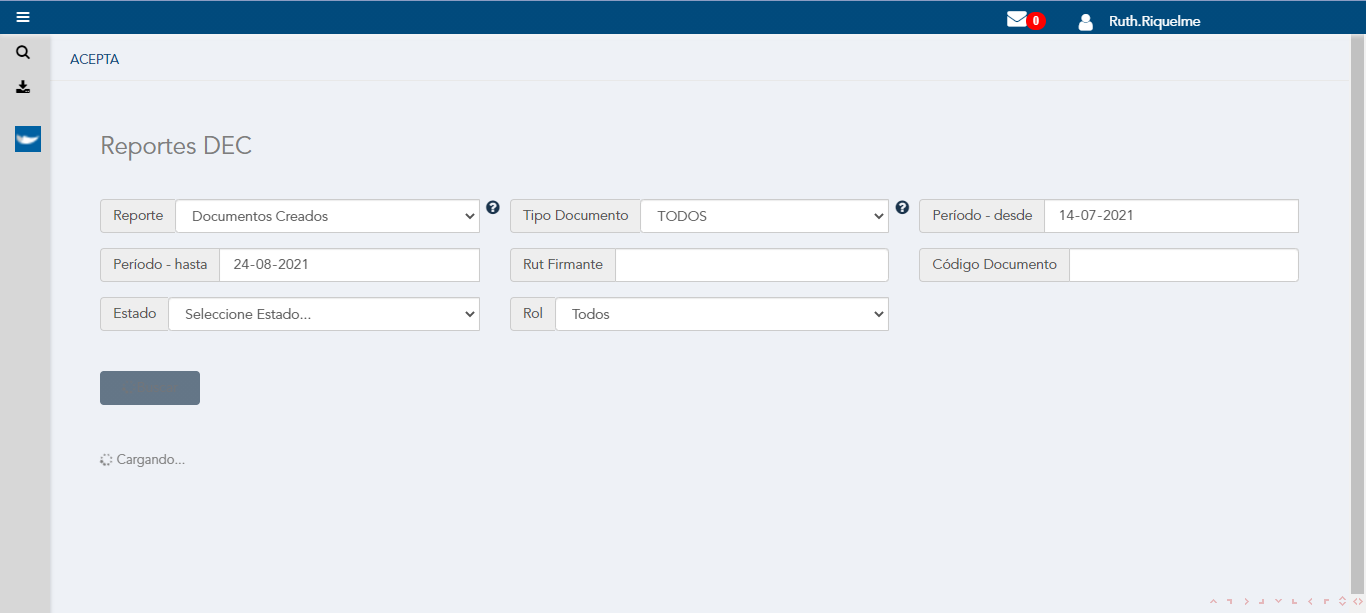 0 Ruth.Riquelme
ACEPTA
Reportes DEC
Reporte Documentos Creados Tipo Documento TODOS Período - desde 14-07-2021
Período - hasta 24-08-2021 Rut Firmante Código Documento
Estado Seleccione Estado... Rol Todos
Cargando...